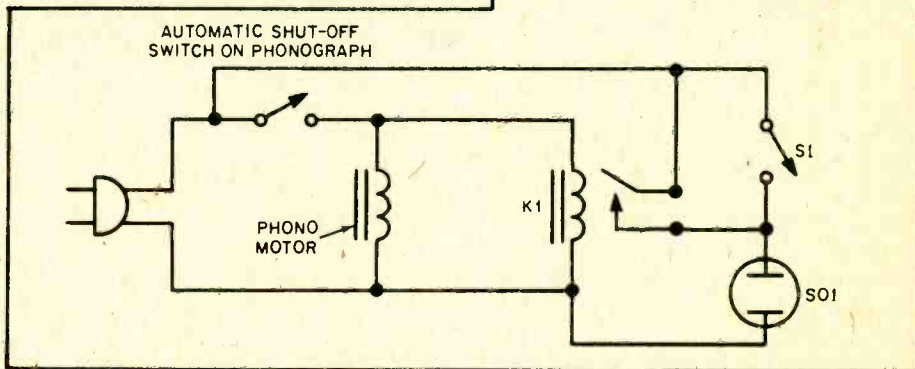 AUTOMATIC SHUT-OFF
SWITCH ON PHONOGRAPH
S1
K1
PHONO
MOTOR
SO1